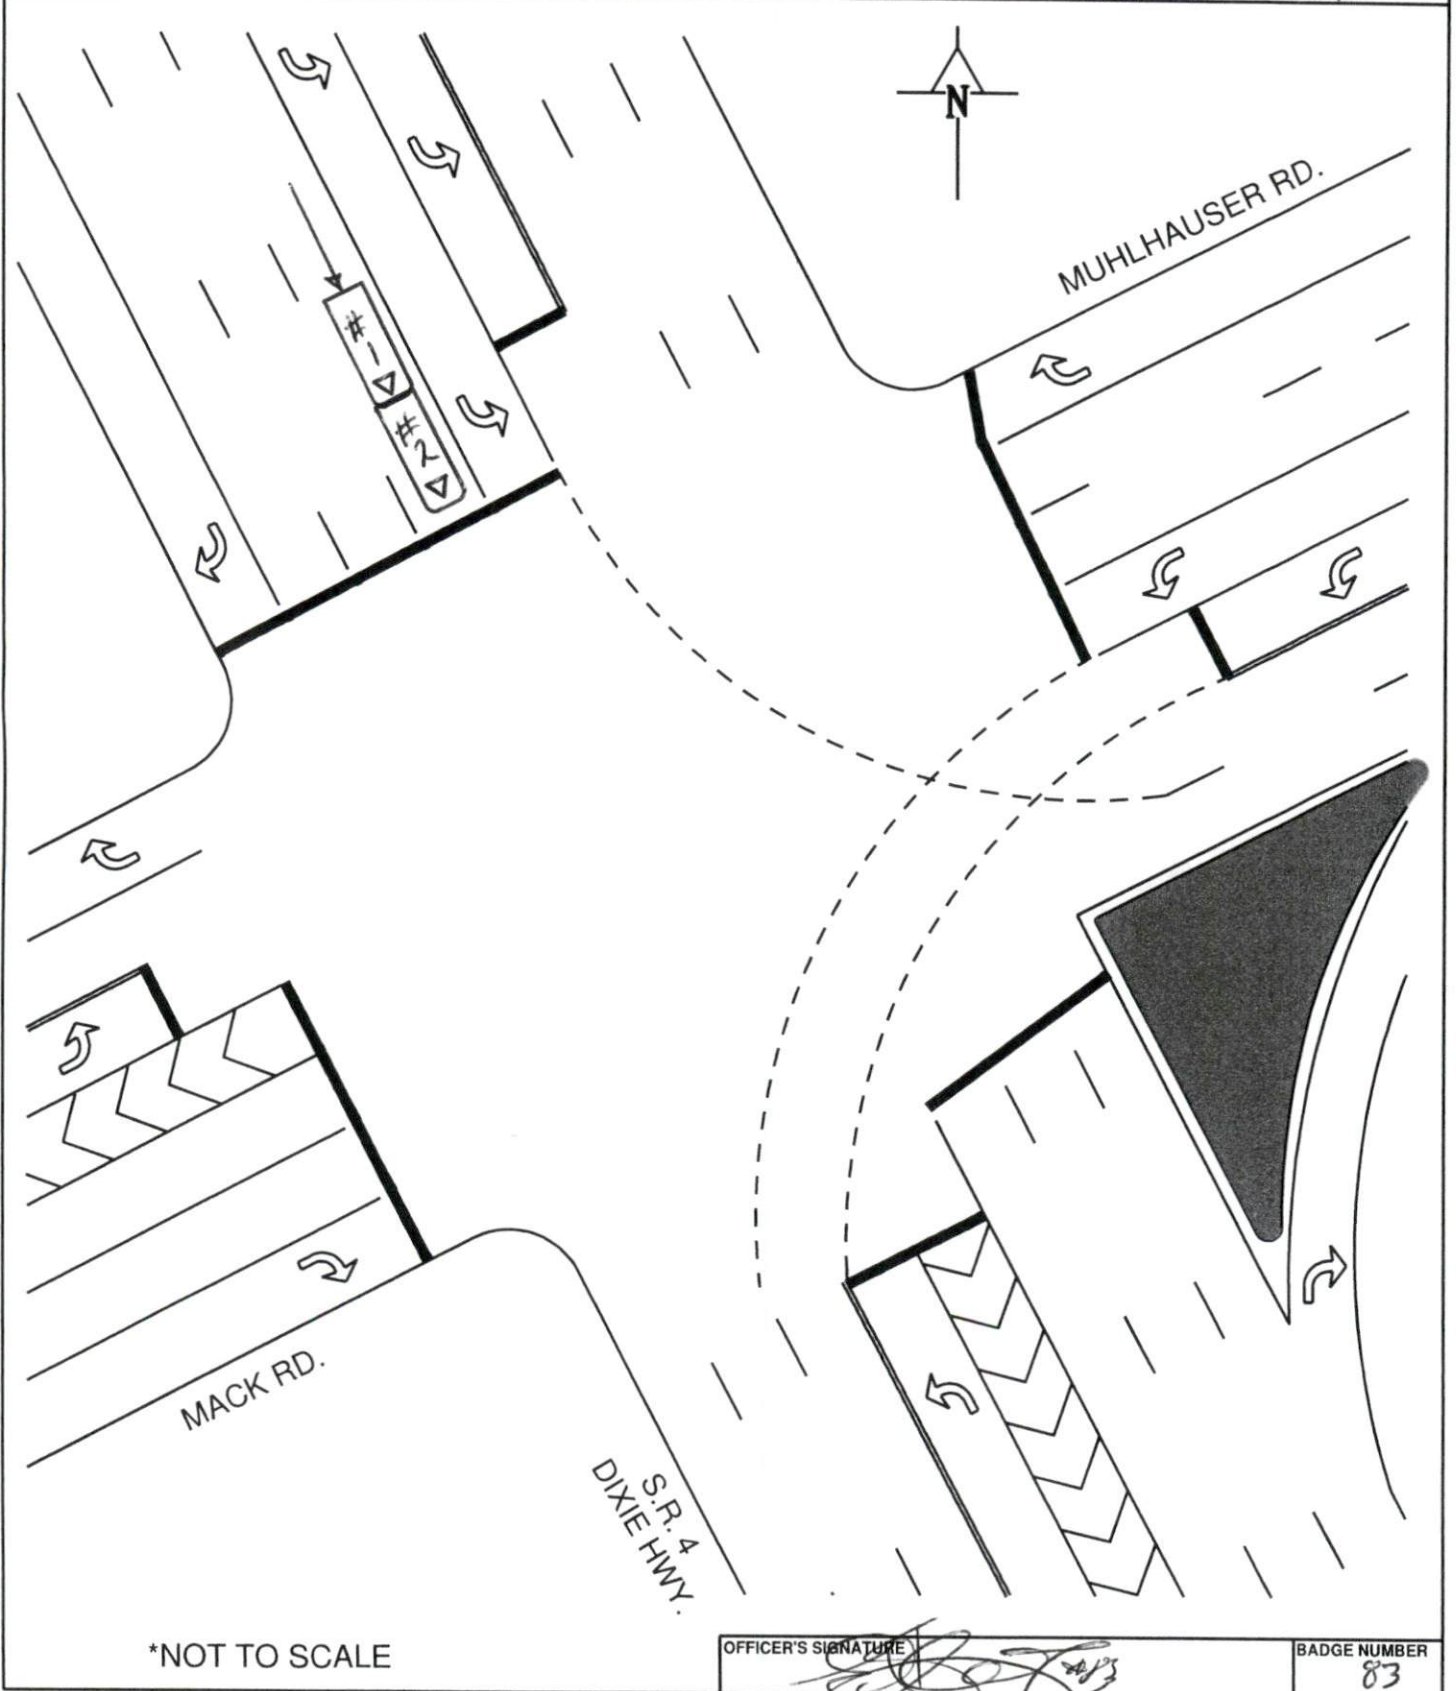 N
MUHLHAUSER RD.
#1
#2
MACK RD.
S.R. 4
DIXIE HWY.
*NOT TO SCALE
OFFICER'S SIGNATURE
BADGE NUMBER
83